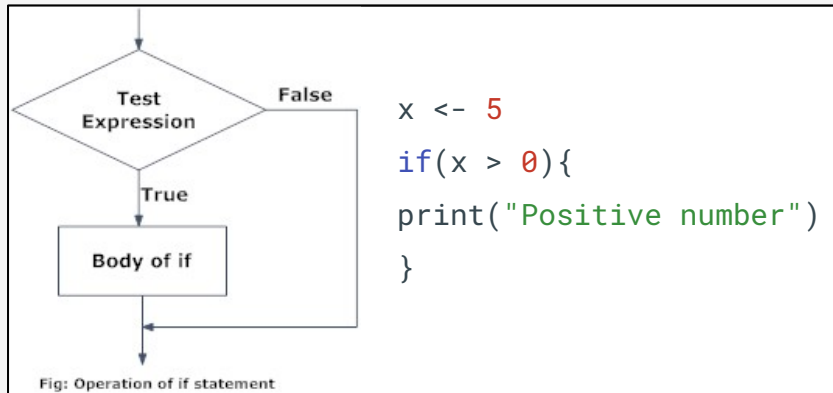 Test
Expression
False
True
Body of if
Fig: Operation of if statement
x <- 5
if(x > 0){
print("Positive number")
}